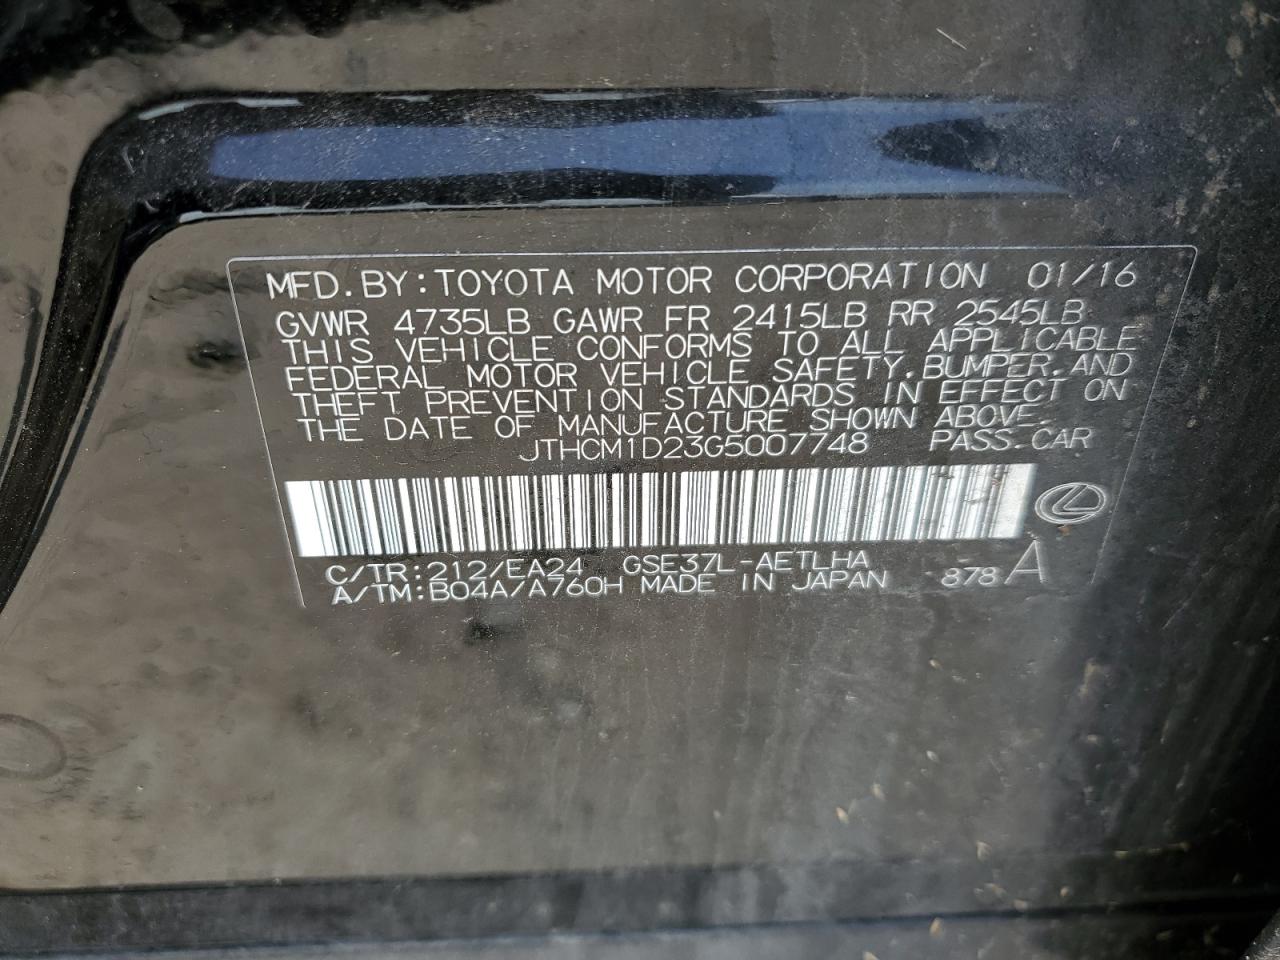 MFD.BY:TOYOTA MOTOR CORPORATION 01/16
GVWR 4735LB GAWR FR 2415LB RR 2545LB
THIS VEHICLE CONFORMS TO ALL APPLICABLE
FEDERAL MOTOR VEHICLE SAFETY,BUMPER,AND
THEFT PREVENTION STANDARDS IN EFFECT ON
THE DATE OF MANUFACTURE SHOWN ABOVE.
JTHCM1D23G5007748 PASS.CAR
C/TR:212/EA24 GSE37L-AETLHA
A/TM:B04A/A760H MADE IN JAPAN 878 A